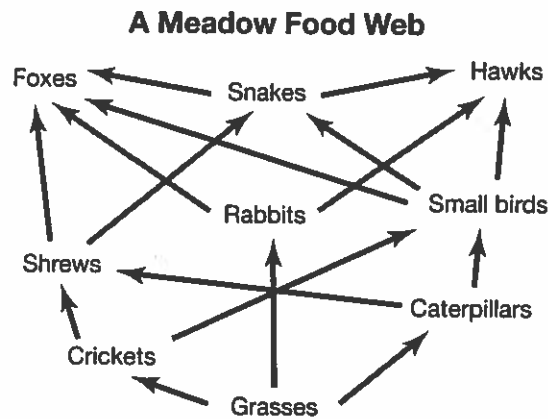 A Meadow Food Web
Foxes
Snakes
Hawks
Rabbits
Small birds
Shrews
Caterpillars
Crickets
Grasses